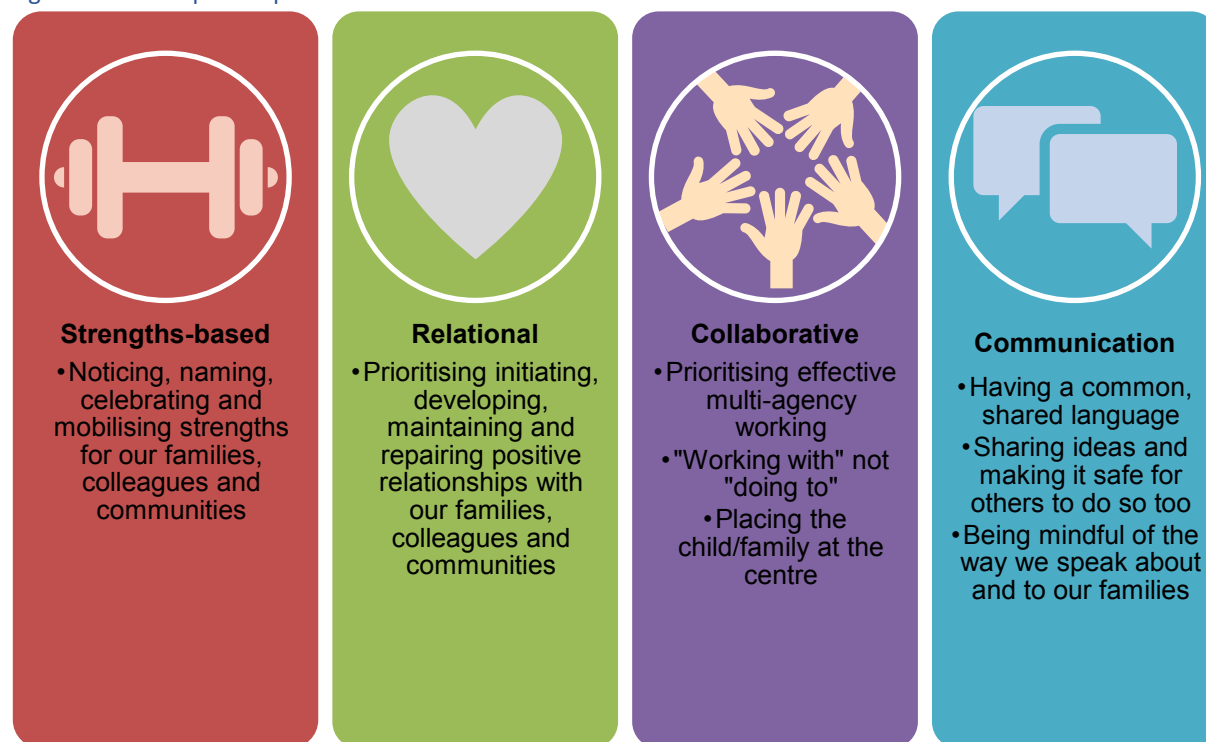 Strengths-based
•Noticing, naming,
celebrating and
mobilising strengths
for our families,
colleagues and
communities
Relational
•Prioritising initiating,
developing,
maintaining and
repairing positive
relationships with
our families,
colleagues and
communities
Collaborative
•Prioritising effective
multi-agency
working
•"Working with" not
"doing to"
•Placing the
child/family at the
centre
Communication
•Having a common,
shared language
•Sharing ideas and
making it safe for
others to do so too
•Being mindful of the
way we speak about
and to our families